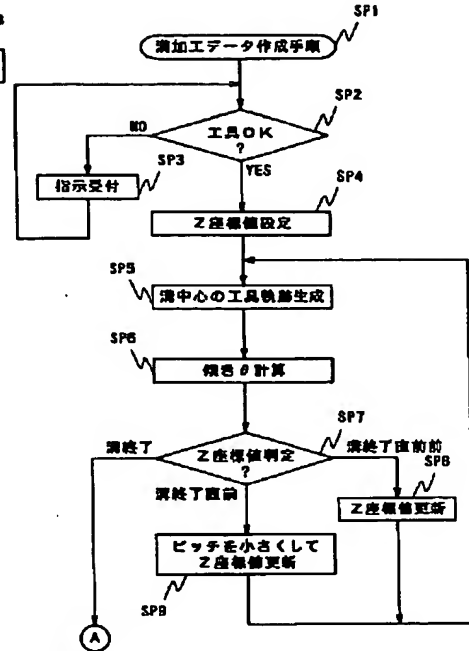 8
SP1
溝加工データ作成手順
SP2
工具OK
?
NO
YES
SP3
指示受付
SP4
Z座標値設定
SP5
溝中心の工具軌跡生成
SP6
傾きθ計算
SP7
Z座標値判定
?
溝終了
溝終了直前前
溝終了直前
SP8
Z座標値更新
ピッチを小さくして
Z座標値更新
SP9
A